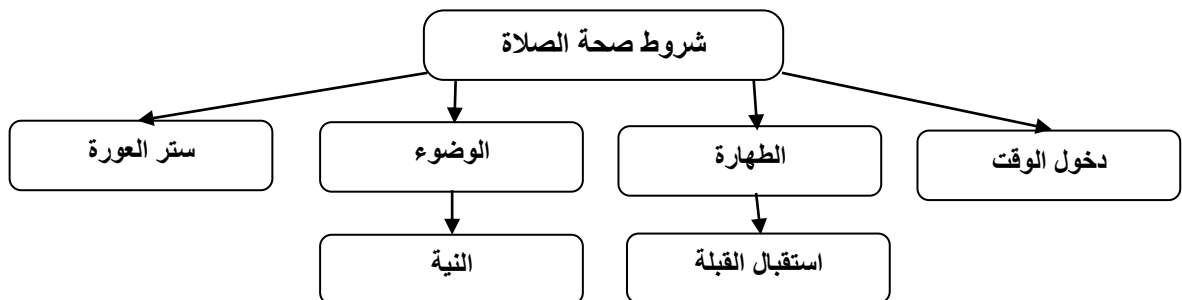 شروط صحة الصلاة
دخول الوقت
الطهارة
الوضوء
ستر العورة
استقبال القبلة
النية